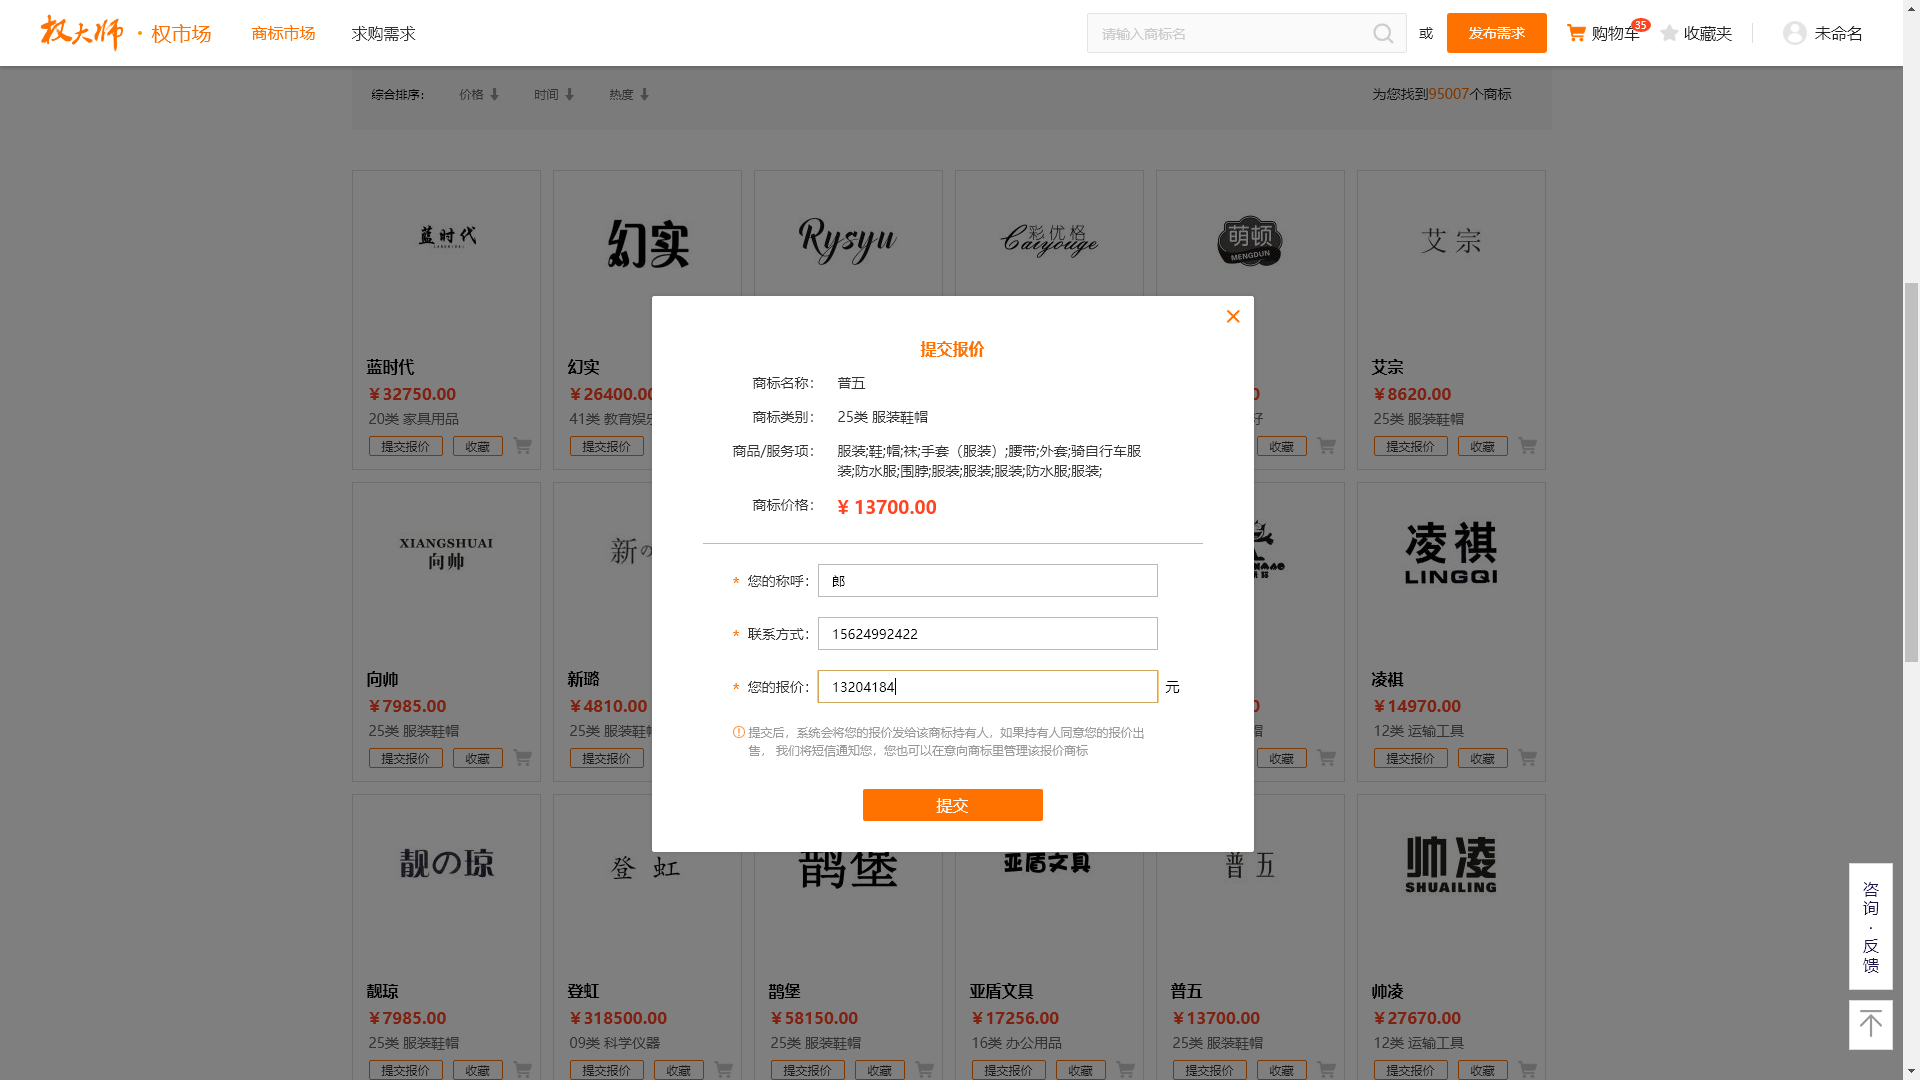 权大师 · 权市场 商标市场 求购需求 请输入商标名 或 发布需求 购物车 35 收藏夹 未命名
综合排序： 价格 时间 热度 为您找到95007个商标
蓝时代 幻实 Rysyu 彩优格 Caiyouge 萌顿 MENGDUN 艾宗
蓝时代 幻实 艾宗
¥32750.00 ¥26400.00 ¥8620.00
20类 家具用品 41类 教育娱乐 25类 服装鞋帽
提交报价 收藏 提交报价 收藏 提交报价 收藏
提交报价
商标名称： 普五
商标类别： 25类 服装鞋帽
商品/服务项： 服装;鞋;帽;袜;手套（服装）;腰带;外套;骑自行车服
装;防水服;围脖;服装;服装;服装;防水服;服装;
商标价格： ¥ 13700.00
* 您的称呼： 郎
* 联系方式： 15624992422
* 您的报价： 13204184 元
提交后，系统会将您的报价发给该商标持有人，如果持有人同意您的报价出
售， 我们将短信通知您，您也可以在意向商标里管理该报价商标
提交
XIANGSHUAI
向帅 新の 凌祺
LINGQI
向帅 新璐 凌祺
¥7985.00 ¥4810.00 ¥14970.00
25类 服装鞋帽 25类 服装鞋帽 12类 运输工具
提交报价 收藏 提交报价 收藏 提交报价 收藏
靓の琼 登虹 鹊堡 亚盾文具 普五 帅凌
SHUAILING
靓琼 登虹 鹊堡 亚盾文具 普五 帅凌
¥7985.00 ¥318500.00 ¥58150.00 ¥17256.00 ¥13700.00 ¥27670.00
25类 服装鞋帽 09类 科学仪器 25类 服装鞋帽 16类 办公用品 25类 服装鞋帽 12类 运输工具
提交报价 收藏 提交报价 收藏 提交报价 收藏 提交报价 收藏 提交报价 收藏 提交报价 收藏
咨询·反馈